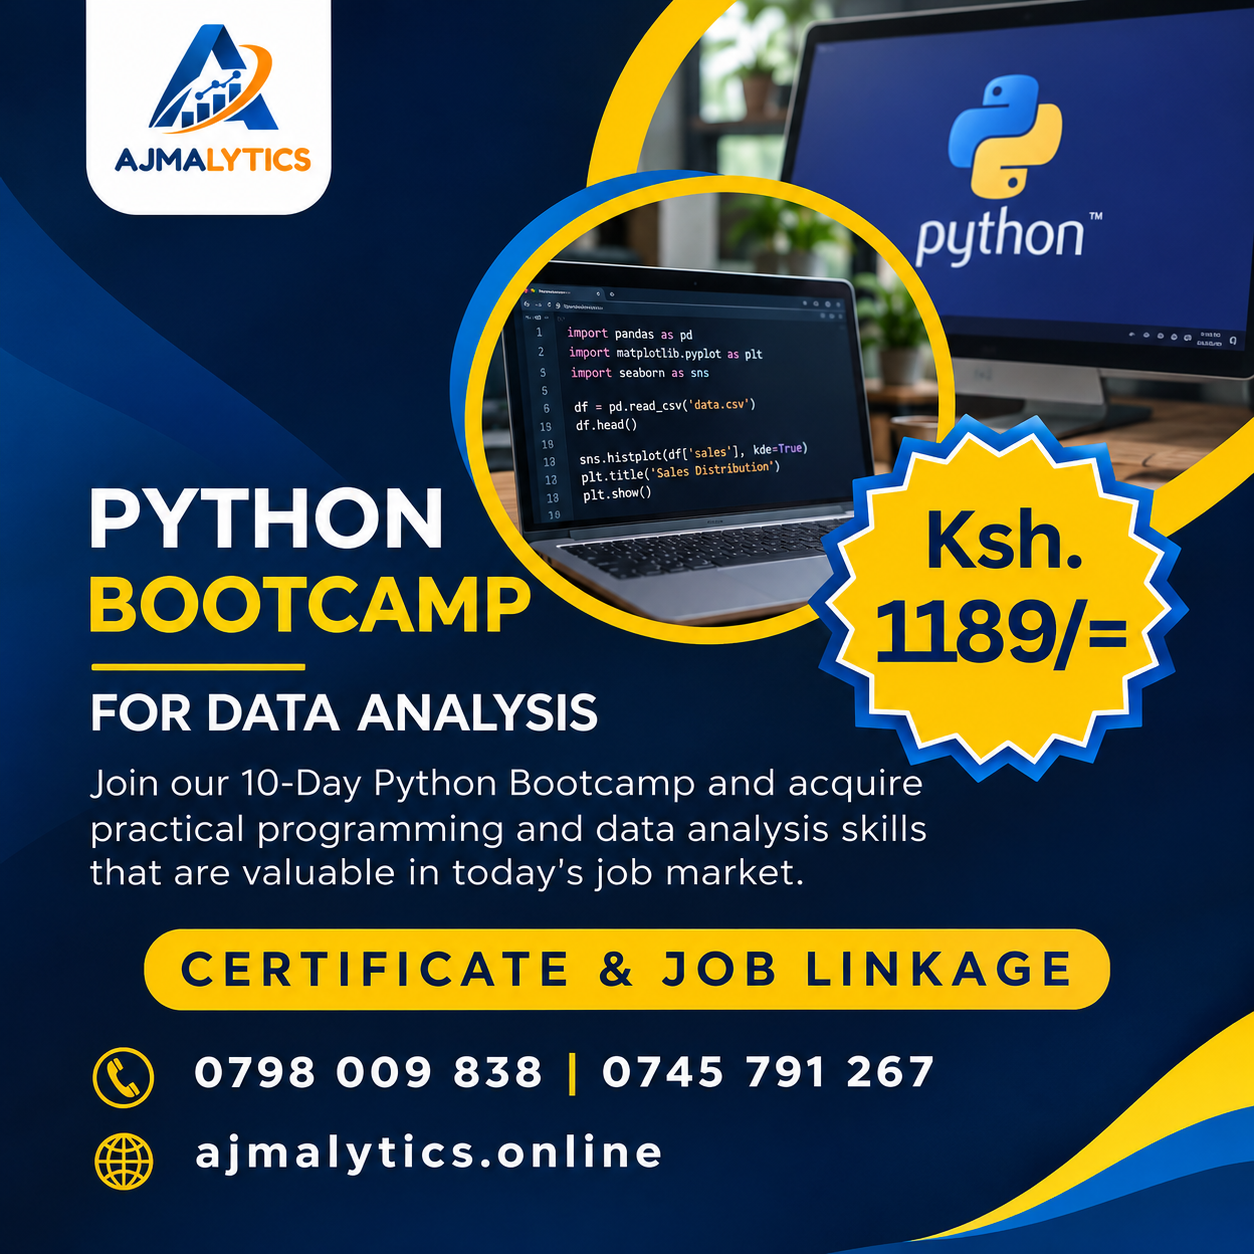 AJMALYTICS
python™
import pandas as pd
import matplotlib.pyplot as plt
import seaborn as sns
df = pd.read_csv('data.csv')
df.head()
sns.histplot(df['sales'], kde=True)
plt.title('Sales Distribution')
plt.show()
Ksh.
1189/=
PYTHON
BOOTCAMP
FOR DATA ANALYSIS
Join our 10-Day Python Bootcamp and acquire
practical programming and data analysis skills
that are valuable in today's job market.
CERTIFICATE & JOB LINKAGE
0798 009 838 | 0745 791 267
ajmalytics.online